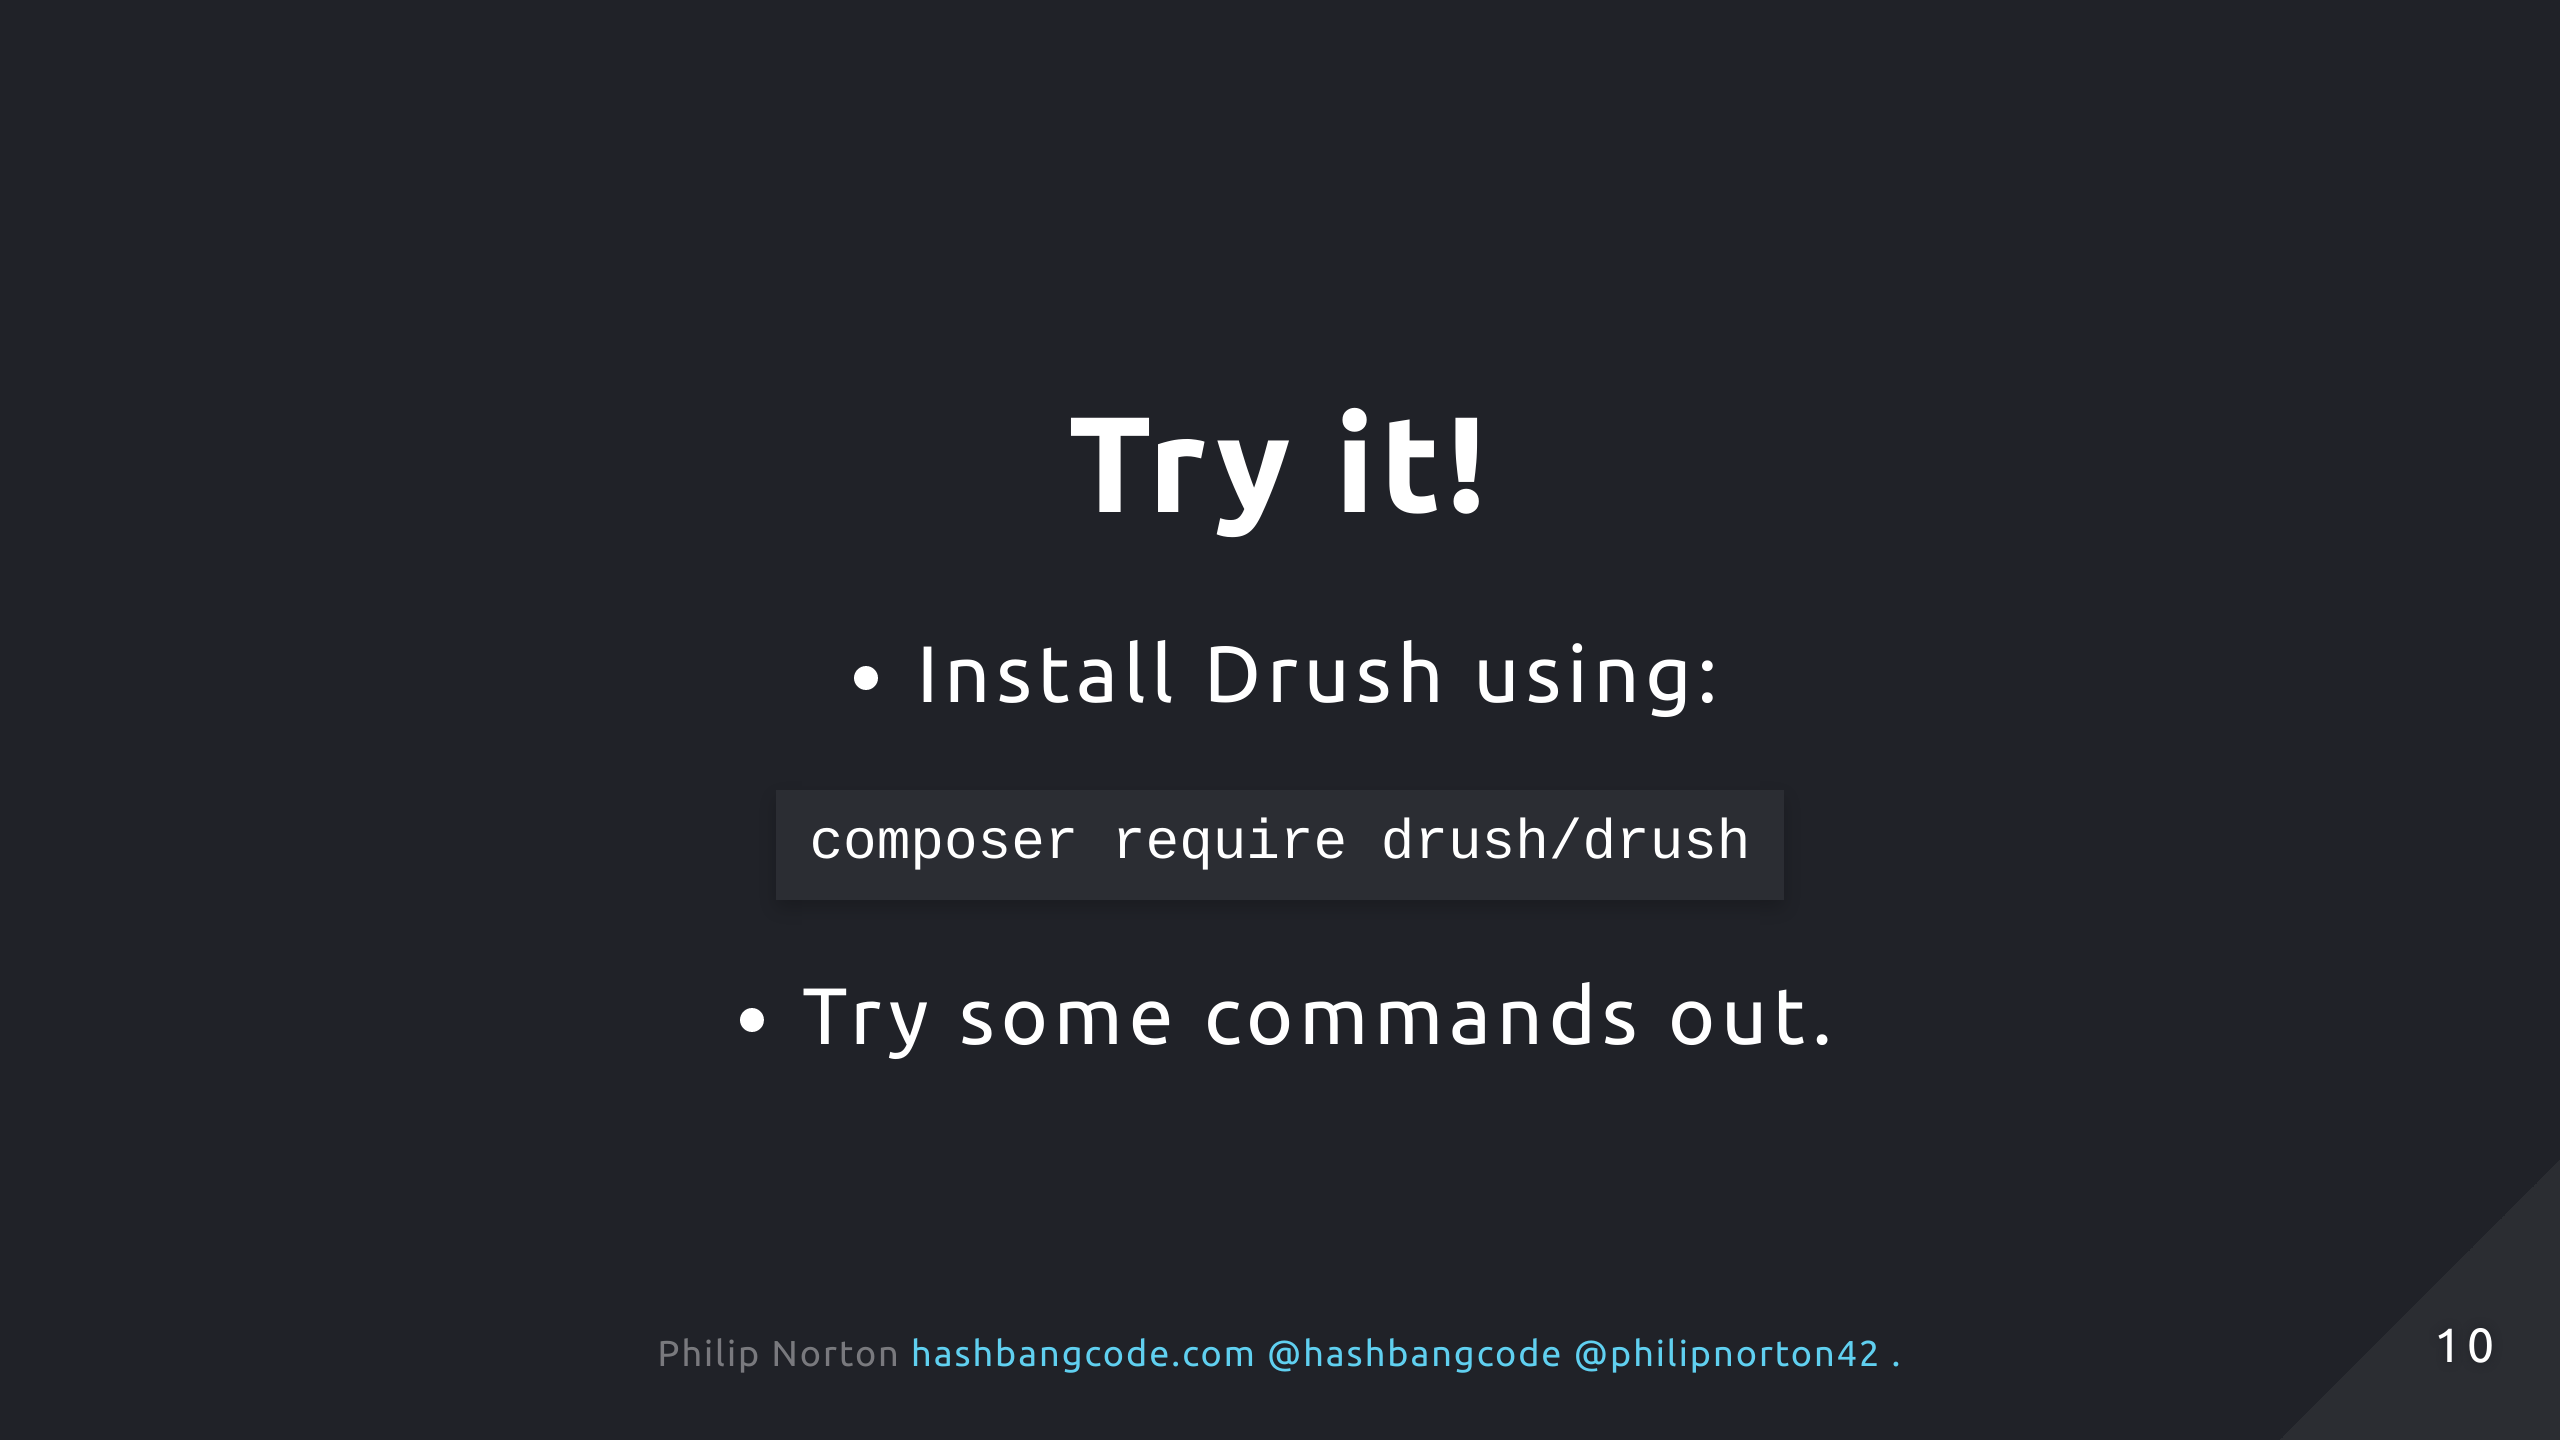 Try it!
• Install Drush using:
composer require drush/drush
• Try some commands out.
Philip Norton hashbangcode.com @hashbangcode @philipnorton42 .
10